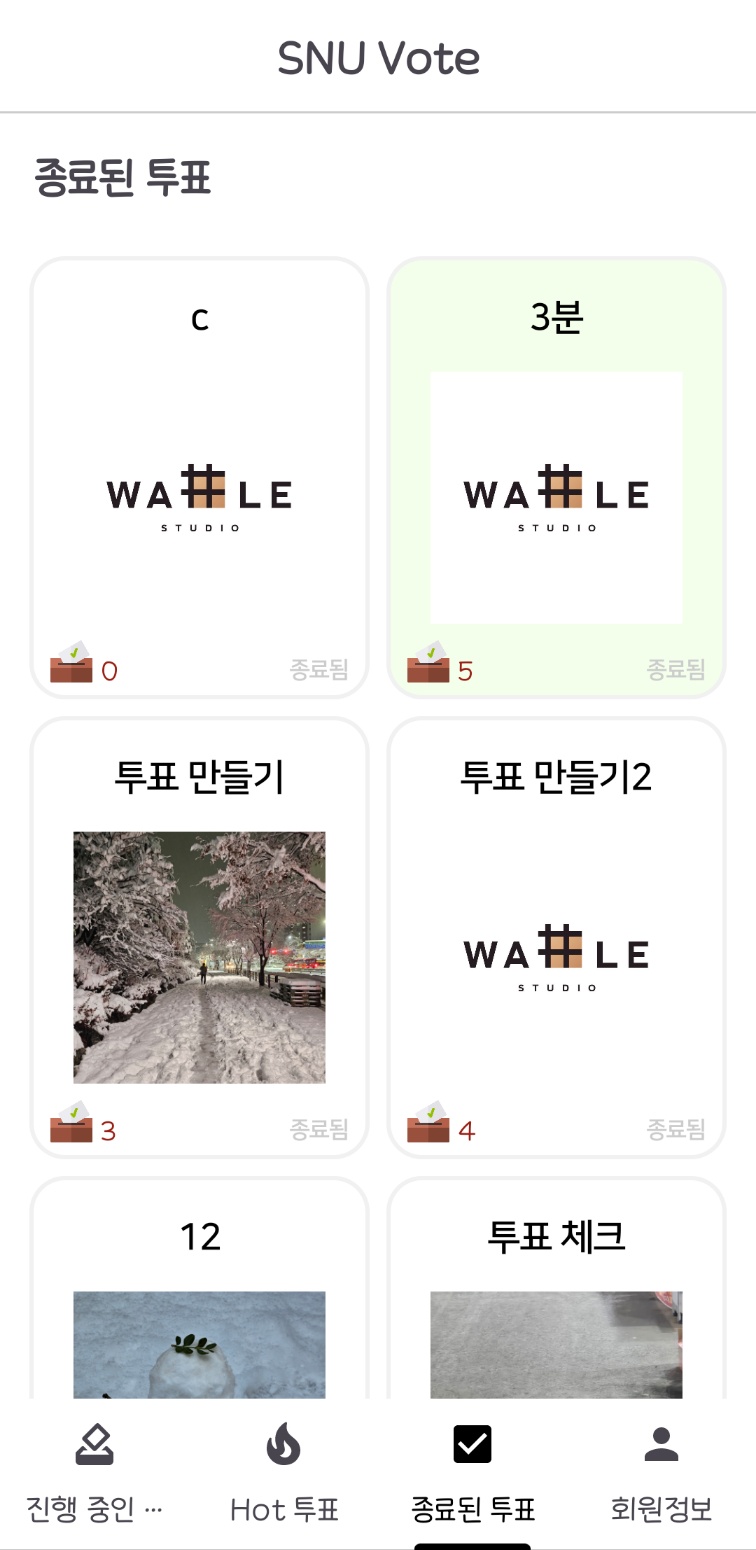 SNU Vote
종료된 투표
c
3분
WAFFLE
STUDIO
WAFFLE
STUDIO
0
종료됨
5
종료됨
투표 만들기
투표 만들기2
WAFFLE
STUDIO
3
종료됨
4
종료됨
12
투표 체크
진행 중인 ...
Hot 투표
종료된 투표
회원정보